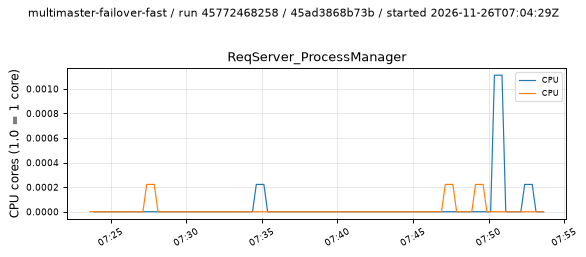 multimaster-failover-fast / run 45772468258 / 45ad3868b73b / started 2026-11-26T07:04:29Z
ReqServer_ProcessManager
CPU cores (1.0 = 1 core)
0.0010
0.0008
0.0006
0.0004
0.0002
0.0000
CPU
CPU
07:25
07:30
07:35
07:40
07:45
07:50
07:55